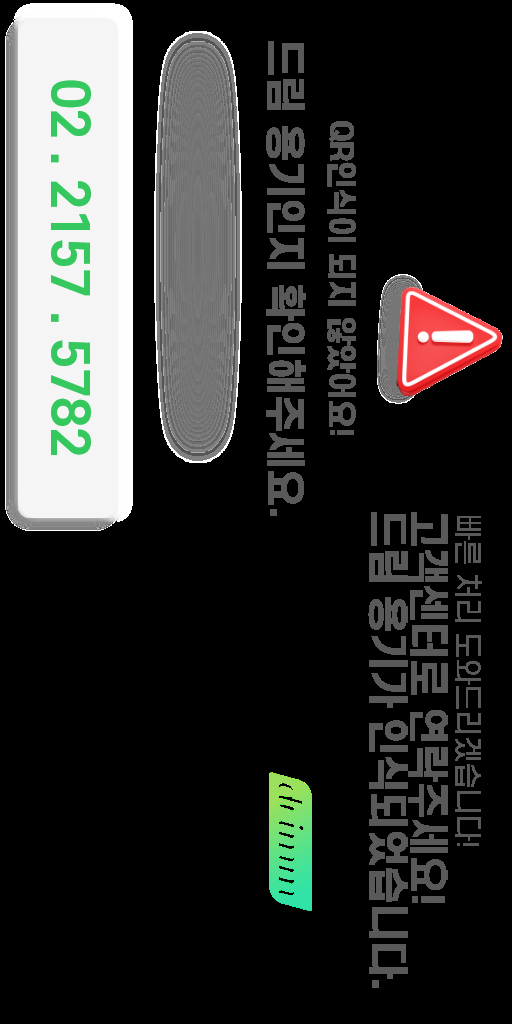 QR인식이 되지 않았어요!
드림 용기인지 확인해주세요.
02.2157.5782
빠른 처리 도와드리겠습니다!
고객센터로 연락주세요!
드림 용기가 인식되었습니다.